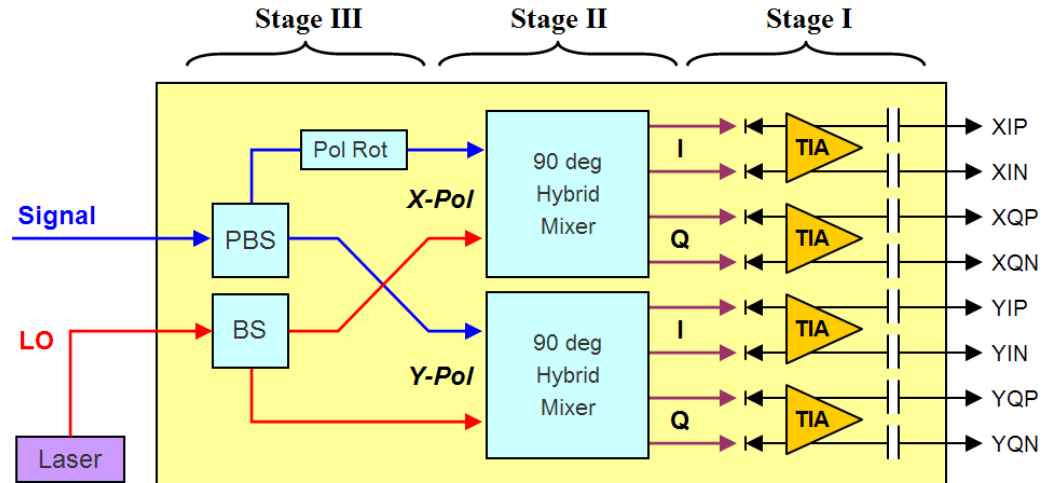 Stage III
Stage II
Stage I
Signal
LO
Laser
PBS
BS
Pol Rot
X-Pol
Y-Pol
90 deg
Hybrid
Mixer
90 deg
Hybrid
Mixer
I
Q
I
Q
TIA
TIA
TIA
TIA
XIP
XIN
XQP
XQN
YIP
YIN
YQP
YQN